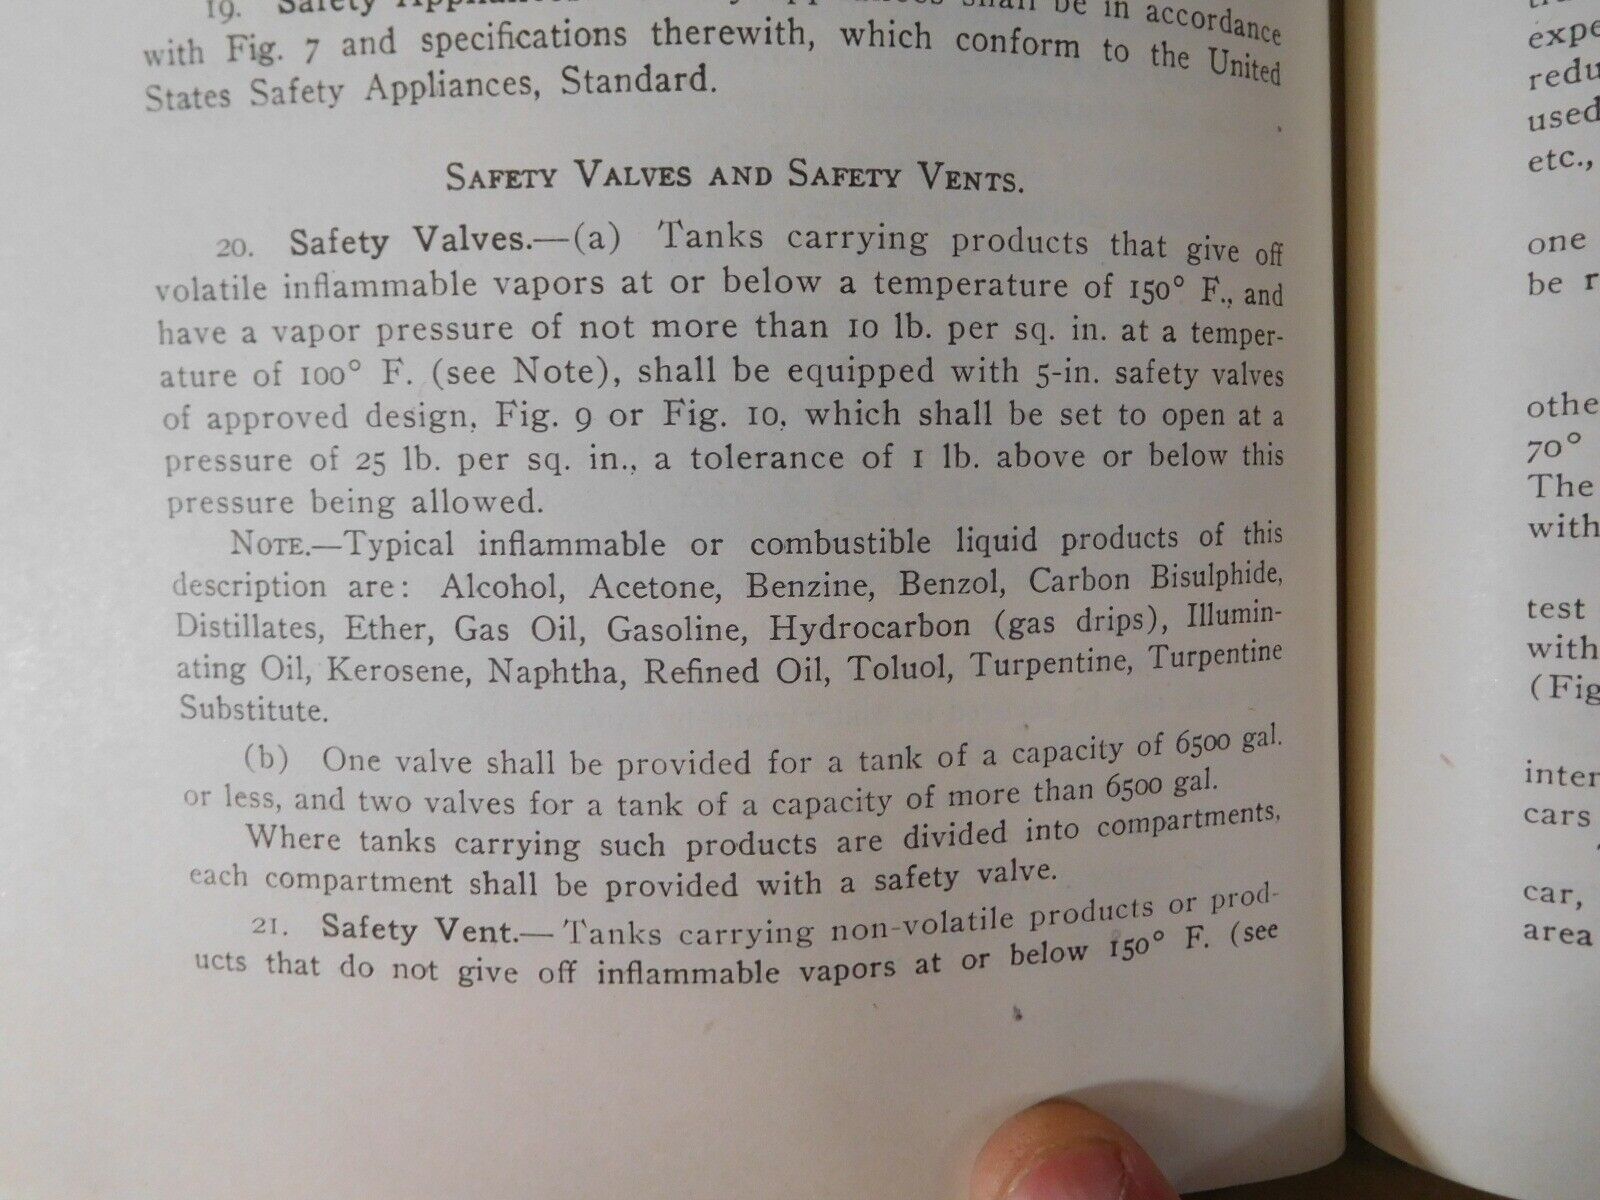 19. Safety Appliances shall be in accordance
with Fig. 7 and specifications therewith, which conform to the United
States Safety Appliances, Standard.
SAFETY VALVES AND SAFETY VENTS.
20. Safety Valves.—(a) Tanks carrying products that give off
volatile inflammable vapors at or below a temperature of 150° F., and
have a vapor pressure of not more than 10 lb. per sq. in. at a temper-
ature of 100° F. (see Note), shall be equipped with 5-in. safety valves
of approved design, Fig. 9 or Fig. 10, which shall be set to open at a
pressure of 25 lb. per sq. in., a tolerance of 1 lb. above or below this
pressure being allowed.
NOTE.—Typical inflammable or combustible liquid products of this
description are: Alcohol, Acetone, Benzine, Benzol, Carbon Bisulphide,
Distillates, Ether, Gas Oil, Gasoline, Hydrocarbon (gas drips), Illumin-
ating Oil, Kerosene, Naphtha, Refined Oil, Toluol, Turpentine, Turpentine
Substitute.
(b) One valve shall be provided for a tank of a capacity of 6500 gal.
or less, and two valves for a tank of a capacity of more than 6500 gal.
Where tanks carrying such products are divided into compartments,
each compartment shall be provided with a safety valve.
21. Safety Vent.—Tanks carrying non-volatile products or prod-
ucts that do not give off inflammable vapors at or below 150° F. (see
expe
redu
used
etc.,
one
be r
othe
70°
The
with
test
with
(Fig
inter
cars
car,
area